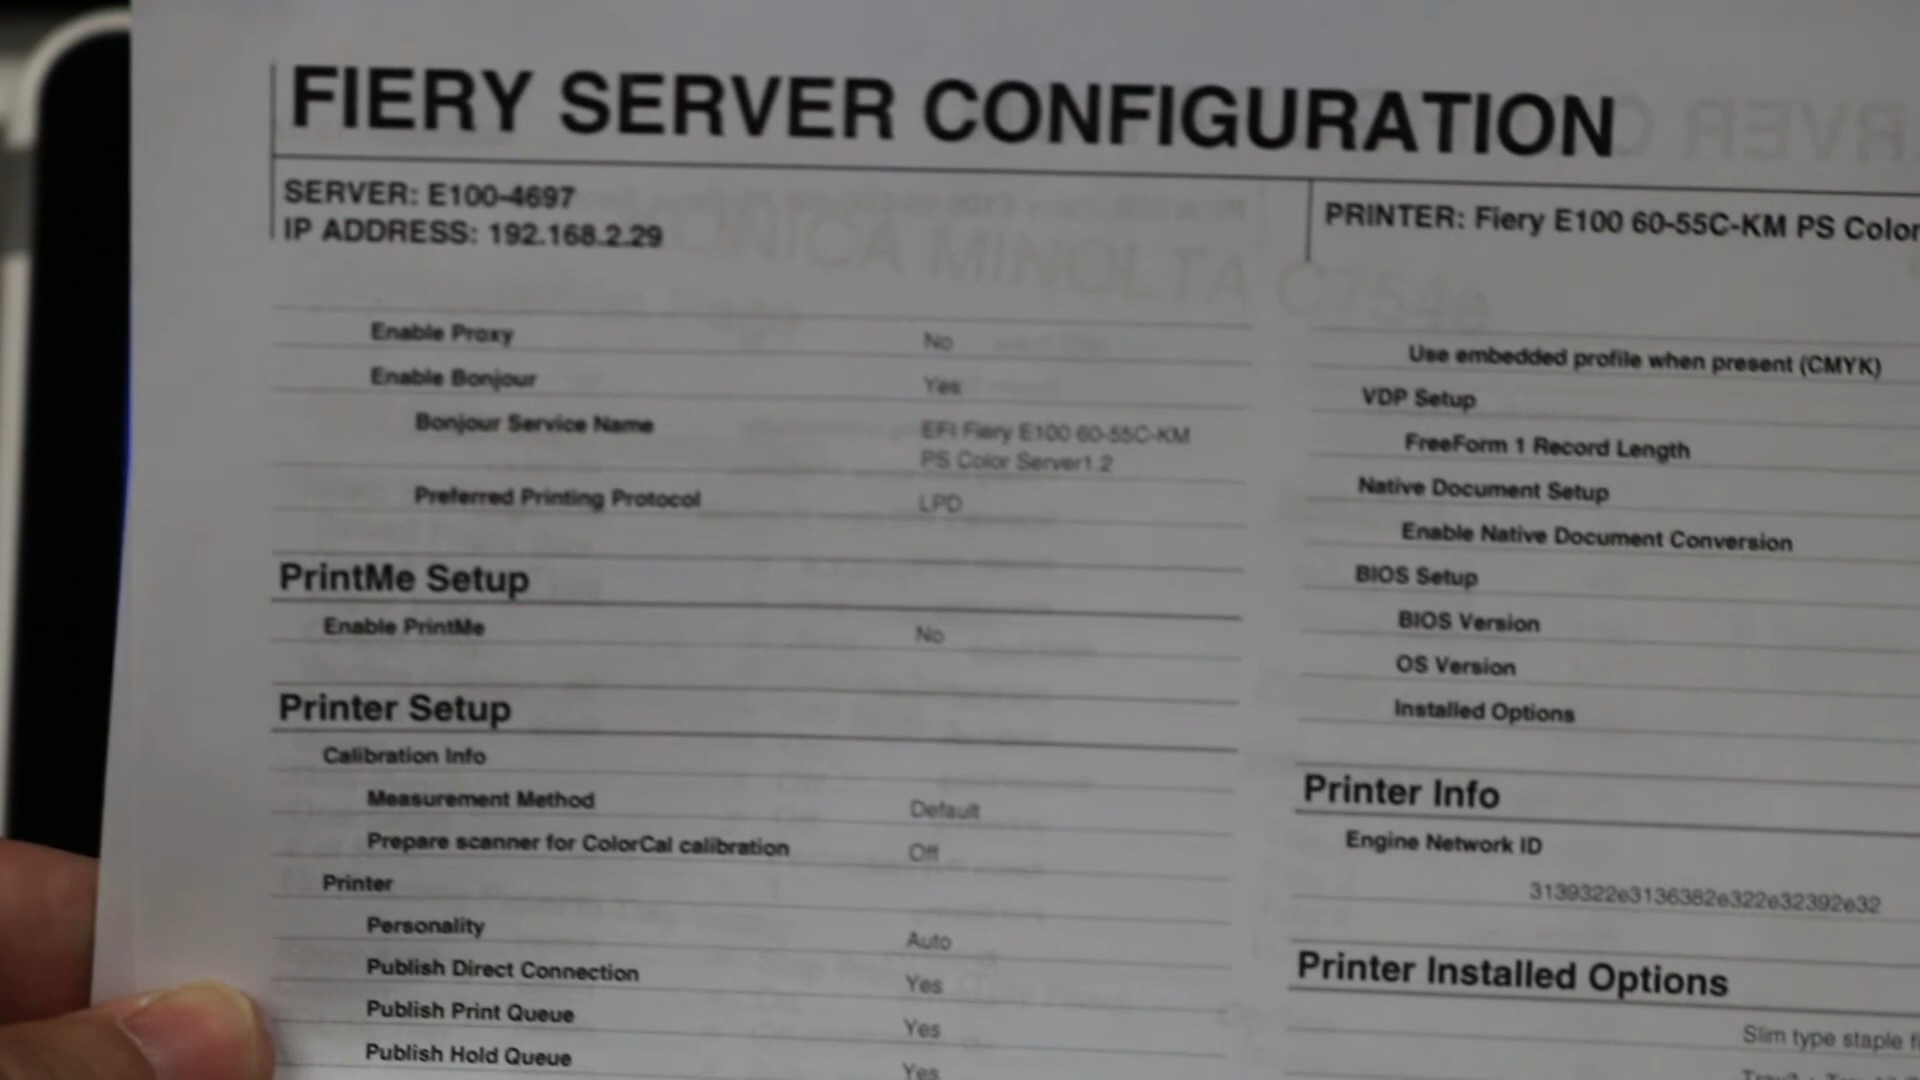 FIERY SERVER CONFIGURATION
SERVER: E100-4697
IP ADDRESS: 192.168.2.29
PRINTER: Fiery E100 60-55C-KM PS Color
KONICA MINOLTA C754e
Enable Proxy No
Enable Bonjour Yes
Bonjour Service Name EFI Fiery E100 60-55C-KM
PS Color Server1.2
Preferred Printing Protocol LPD
PrintMe Setup
Enable PrintMe No
Printer Setup
Calibration Info
Measurement Method Default
Prepare scanner for ColorCal calibration Off
Printer
Personality Auto
Publish Direct Connection Yes
Publish Print Queue Yes
Publish Hold Queue Yes
Use embedded profile when present (CMYK)
VDP Setup
FreeForm 1 Record Length
Native Document Setup
Enable Native Document Conversion
BIOS Setup
BIOS Version
OS Version
Installed Options
Printer Info
Engine Network ID
3139322e3136382e322e32392e32
Printer Installed Options
Slim type staple